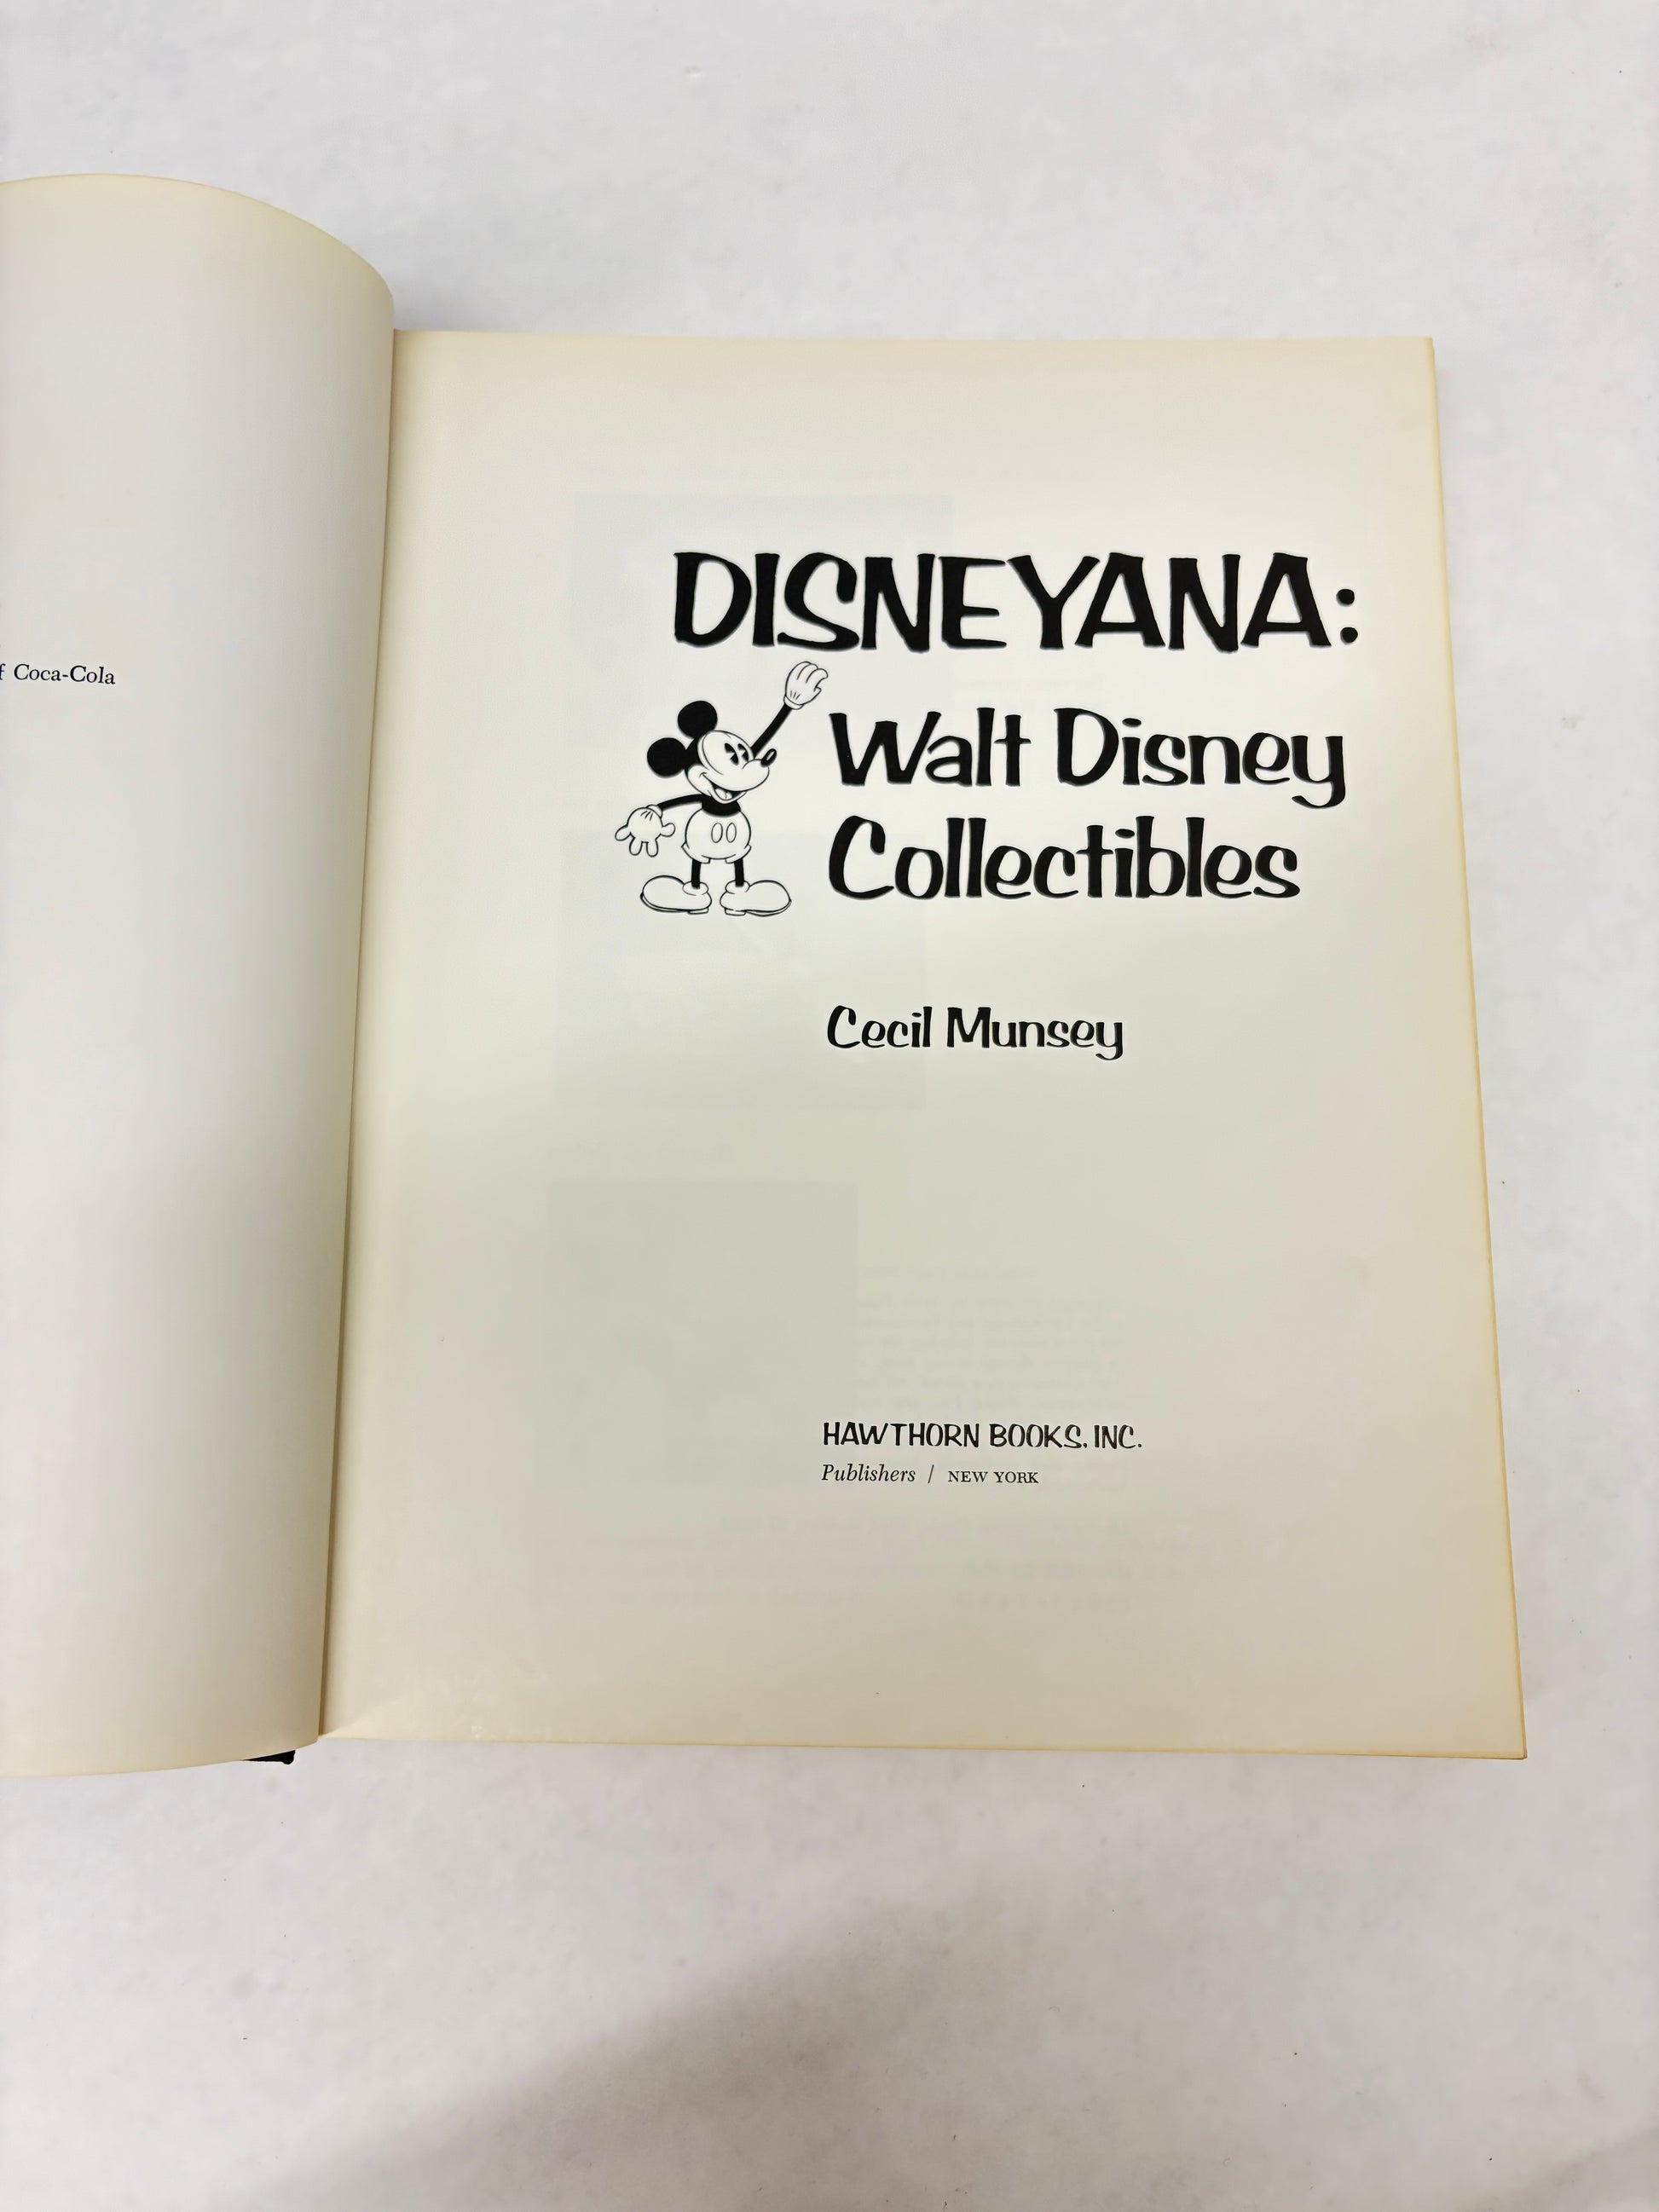 Coca-Cola
DISNEYANA:
Walt Disney
Collectibles
Cecil Munsey
HAWTHORN BOOKS, INC.
Publishers / NEW YORK